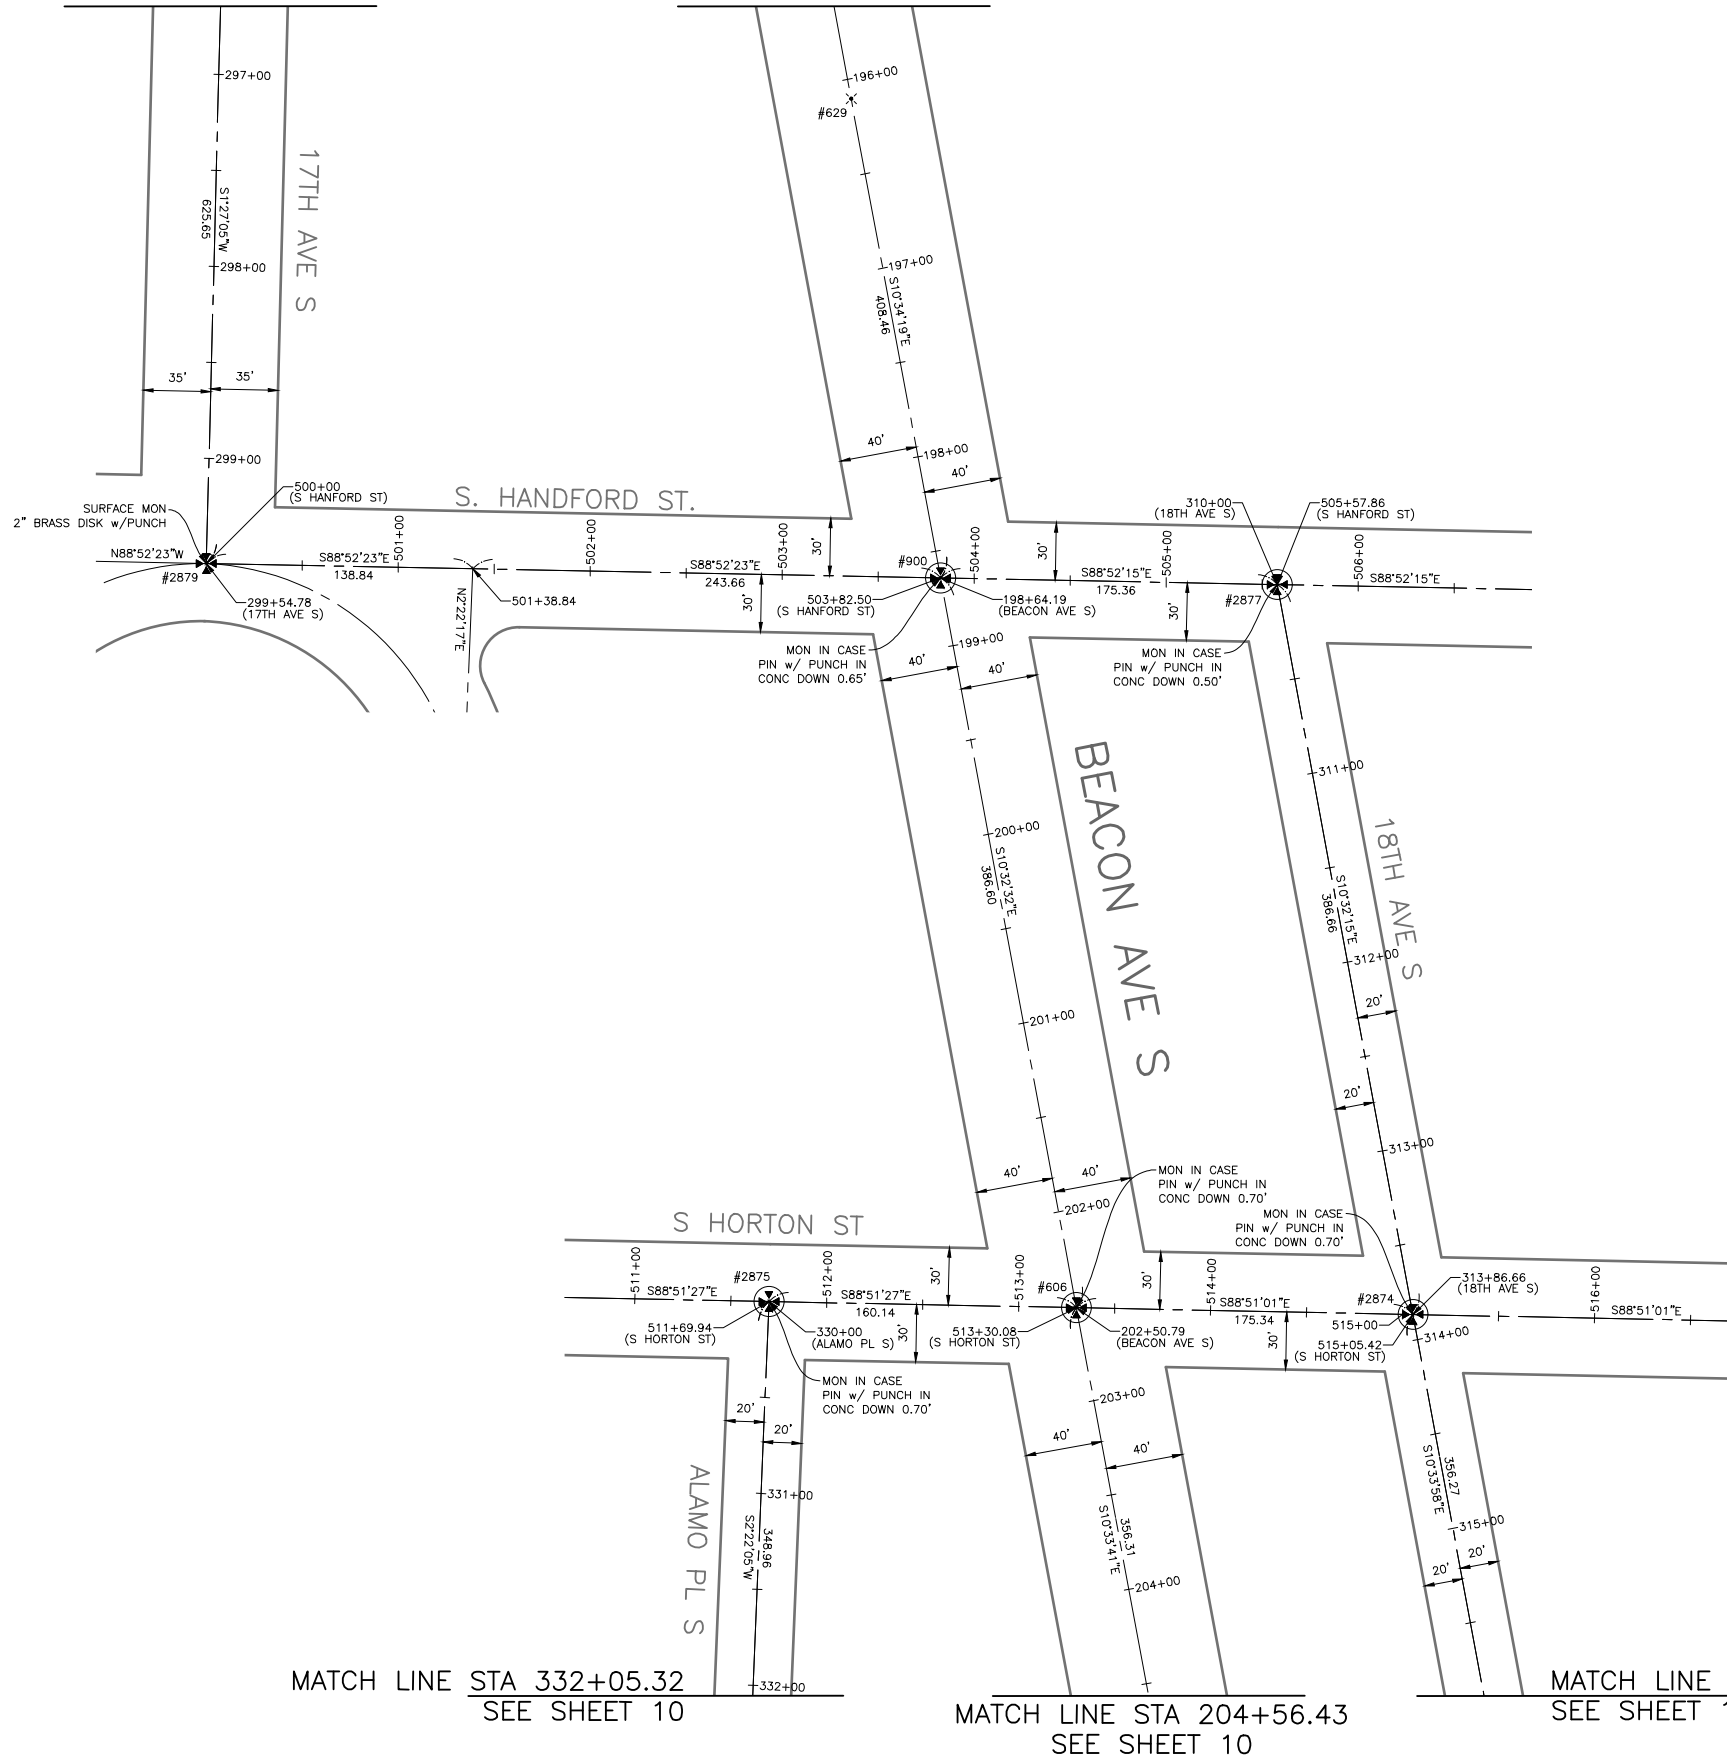 297+00
196+00
#629
17TH AVE S
S1°27'05"W
625.65
298+00
197+00
S10°34'19"E
408.46
35'
35'
40'
198+00
299+00
40'
500+00
(S HANFORD ST)
S. HANDFORD ST.
310+00
(18TH AVE S)
505+57.86
(S HANFORD ST)
SURFACE MON
2" BRASS DISK w/PUNCH
N88°52'23"W
S88°52'23"E
138.84
501+00
502+00
503+00
30'
S88°52'23"E
243.66
#900
504+00
30'
505+00
S88°52'15"E
175.36
506+00
S88°52'15"E
#2879
299+54.78
(17TH AVE S)
N2°22'17"E
501+38.84
30'
503+82.50
(S HANFORD ST)
198+64.19
(BEACON AVE S)
30'
#2877
199+00
MON IN CASE
PIN w/ PUNCH IN
CONC DOWN 0.65'
40'
40'
MON IN CASE
PIN w/ PUNCH IN
CONC DOWN 0.50'
BEACON AVE S
311+00
200+00
S10°32'32"E
386.60
18TH AVE S
S10°32'15"E
386.66
312+00
20'
201+00
20'
313+00
40'
40'
MON IN CASE
PIN w/ PUNCH IN
CONC DOWN 0.70'
202+00
MON IN CASE
PIN w/ PUNCH IN
CONC DOWN 0.70'
S HORTON ST
511+00
S88°51'27"E
#2875
512+00
S88°51'27"E
160.14
30'
513+00
#606
30'
514+00
S88°51'01"E
175.34
#2874
313+86.66
(18TH AVE S)
516+00
S88°51'01"E
511+69.94
(S HORTON ST)
330+00
(ALAMO PL S)
30'
513+30.08
(S HORTON ST)
202+50.79
(BEACON AVE S)
30'
515+00
515+05.42
(S HORTON ST)
314+00
MON IN CASE
PIN w/ PUNCH IN
CONC DOWN 0.70'
20'
20'
203+00
40'
40'
ALAMO PL S
331+00
348.96
S2°22'05"W
356.31
S10°33'41"E
356.27
S10°33'58"E
315+00
20'
20'
204+00
332+00
MATCH LINE STA 332+05.32
SEE SHEET 10
MATCH LINE STA 204+56.43
SEE SHEET 10
MATCH LINE
SEE SHEET